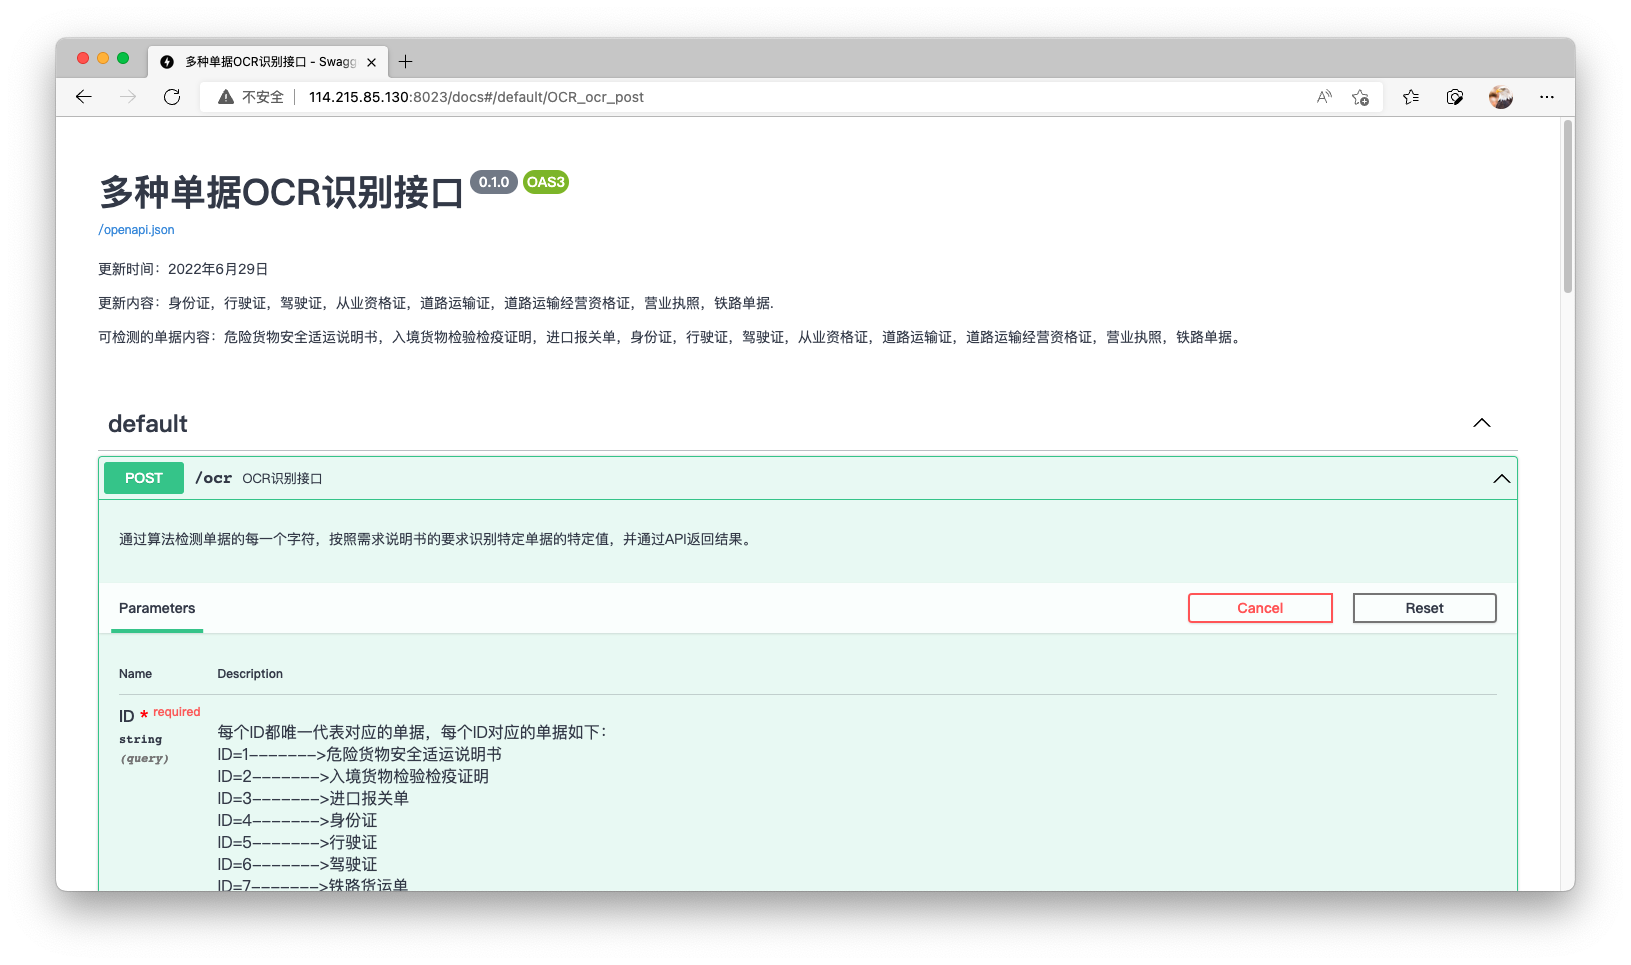 多种单据OCR识别接口 - Swagg
不安全 114.215.85.130:8023/docs#/default/OCR_ocr_post
多种单据OCR识别接口 0.1.0 OAS3
/openapi.json
更新时间：2022年6月29日
更新内容：身份证，行驶证，驾驶证，从业资格证，道路运输证，道路运输经营资格证，营业执照，铁路单据.
可检测的单据内容：危险货物安全适运说明书，入境货物检验检疫证明，进口报关单，身份证，行驶证，驾驶证，从业资格证，道路运输证，道路运输经营资格证，营业执照，铁路单据。
default
POST /ocr OCR识别接口
通过算法检测单据的每一个字符，按照需求说明书的要求识别特定单据的特定值，并通过API返回结果。
Parameters Cancel Reset
Name Description
ID * required
string
(query)
每个ID都唯一代表对应的单据，每个ID对应的单据如下：
ID=1------->危险货物安全适运说明书
ID=2------->入境货物检验检疫证明
ID=3------->进口报关单
ID=4------->身份证
ID=5------->行驶证
ID=6------->驾驶证
ID=7------->铁路货运单